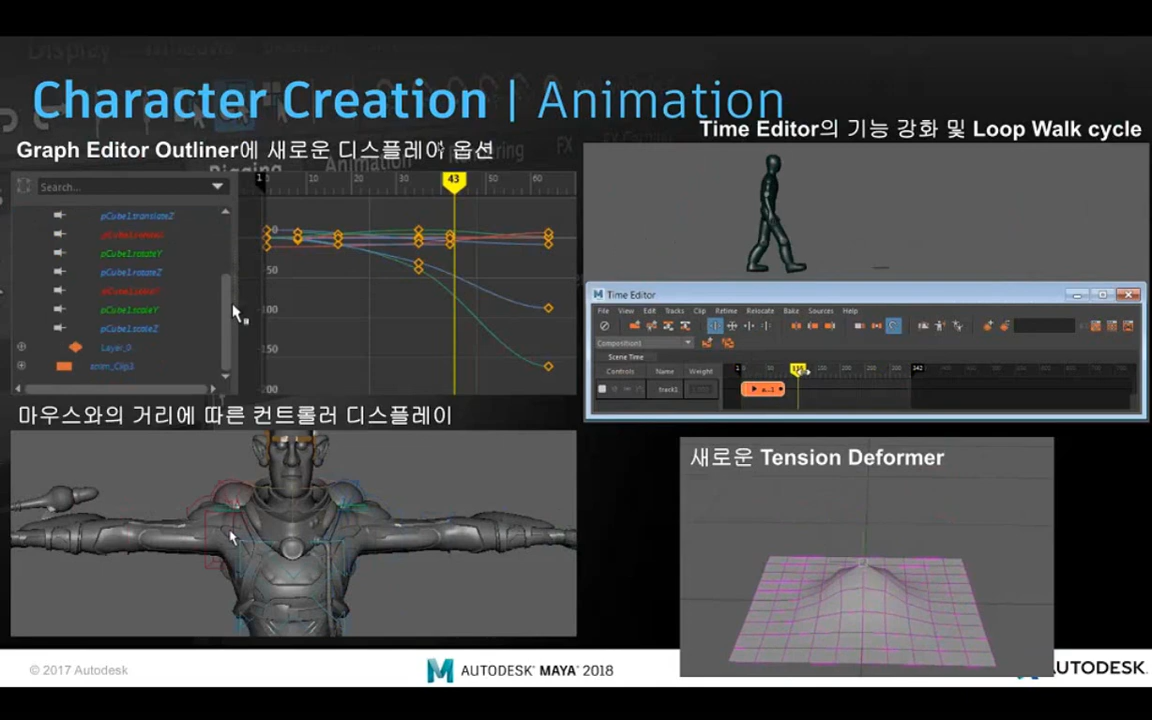 Character Creation | Animation
Time Editor의 기능 강화 및 Loop Walk cycle
Graph Editor Outliner에 새로운 디스플레이 옵션
Search...
1 10 20 30 43 50 60
pCube1.translateZ
pCube1.rotateY
pCube1.rotateZ
pCube1.scaleY
pCube1.scaleZ
Layer_0
anim_Clip3
0
-50
-100
-150
-200
Time Editor
File View Edit Tracks Clip Retime Relocate Bake Sources Help
Compositions
Scene Time
Controls Name Weight
track1
마우스와의 거리에 따른 컨트롤러 디스플레이
새로운 Tension Deformer
© 2017 Autodesk
AUTODESK® MAYA® 2018
AUTODESK.